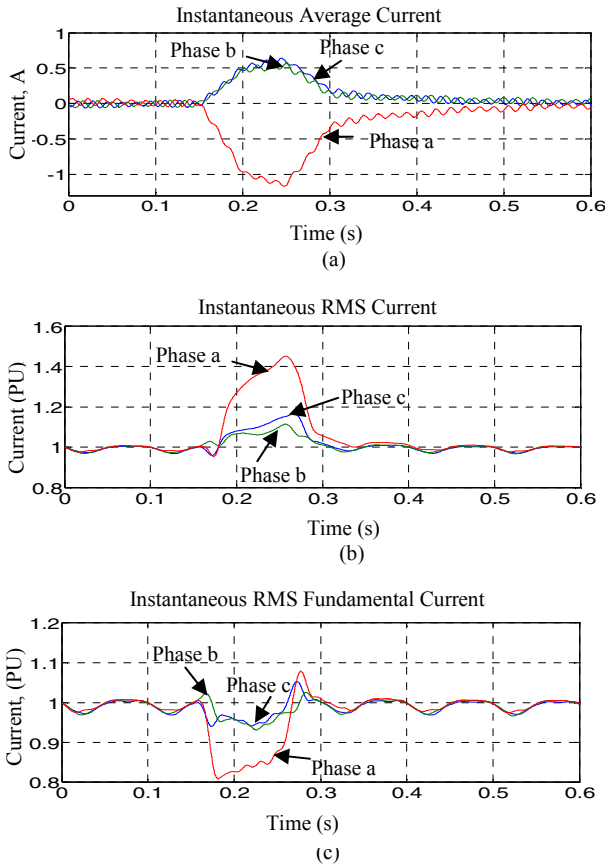 Instantaneous Average Current
Current, A
1
0.5
0
-0.5
-1
Phase b
Phase c
Phase a
0 0.1 0.2 0.3 0.4 0.5 0.6
Time (s)
(a)
Instantaneous RMS Current
Current (PU)
1.6
1.4
1.2
1
0.8
Phase a
Phase c
Phase b
0 0.1 0.2 0.3 0.4 0.5 0.6
Time (s)
(b)
Instantaneous RMS Fundamental Current
Current, (PU)
1.2
1.1
1
0.9
0.8
Phase b
Phase c
Phase a
0 0.1 0.2 0.3 0.4 0.5 0.6
Time (s)
(c)